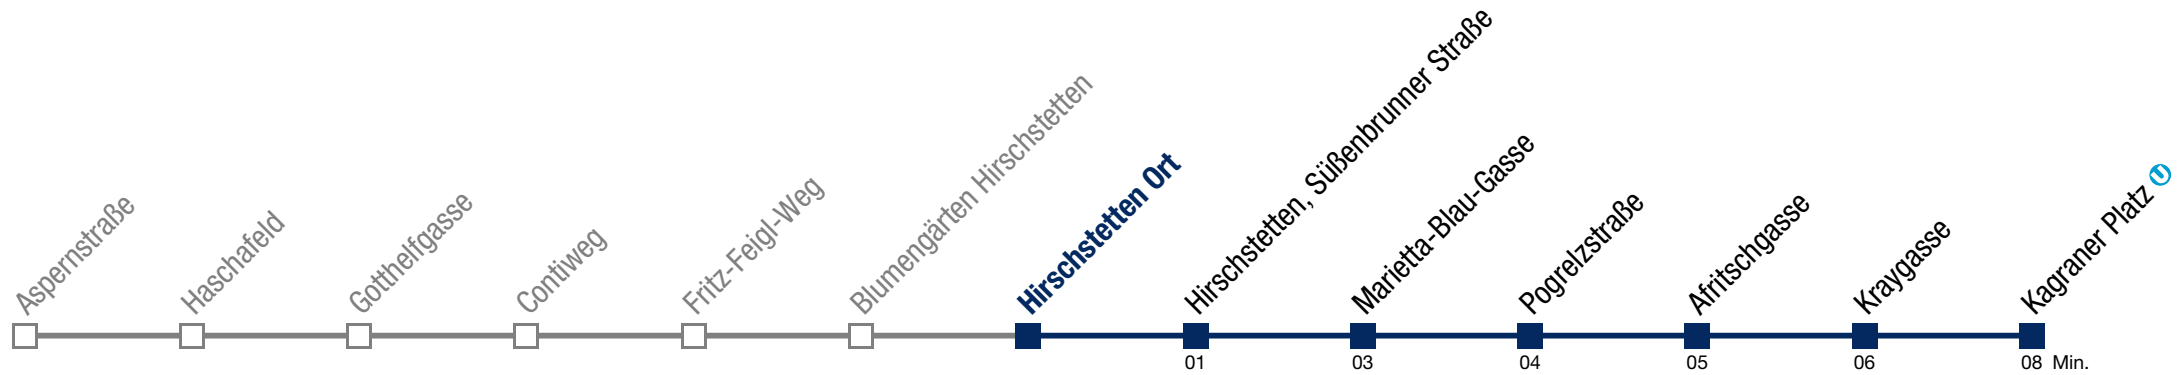 Aspernstraße
Haschafeld
Gotthelfgasse
Contiweg
Fritz-Feigl-Weg
Blumengärten Hirschstetten
Hirschstetten Ort
Hirschstetten, Süßenbrunner Straße
Marietta-Blau-Gasse
Pogrelzstraße
Afritschgasse
Kraygasse
Kagraner Platz U
01 03 04 05 06 08 Min.